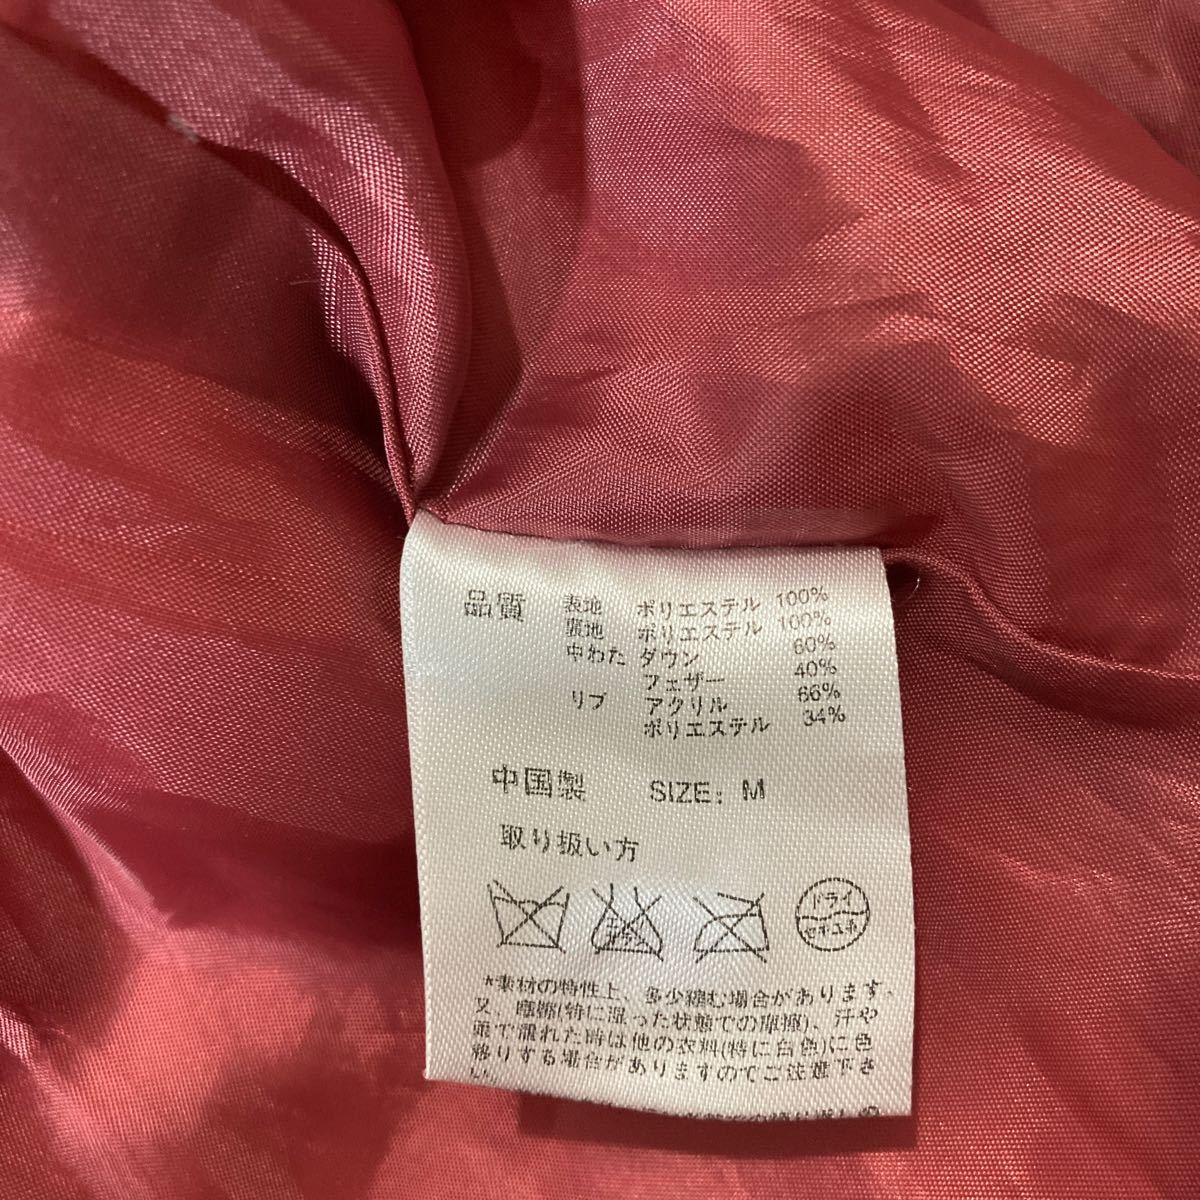 品質 表地 ポリエステル 100%
裏地 ポリエステル 100%
中わた ダウン 60%
フェザー 40%
リブ アクリル 66%
ポリエステル 34%
中国製 SIZE: M
取り扱い方
ドライ
セキユ系
*素材の特性上、多少縮む場合があります。
又、摩擦(特に湿った状態での摩擦)、汗や
雨で濡れた時は他の衣料(特に白色)に色
移りする場合がありますのでご注意下さ
い。